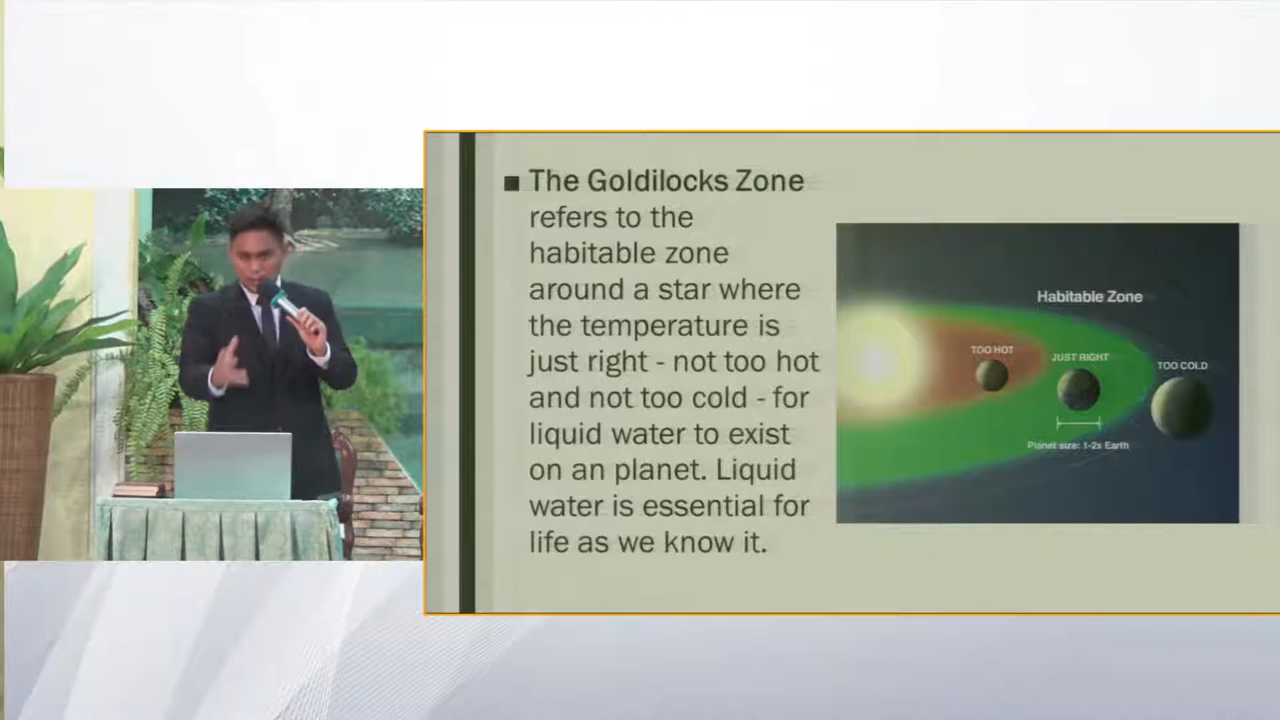 The Goldilocks Zone
refers to the
habitable zone
around a star where
the temperature is
just right - not too hot
and not too cold - for
liquid water to exist
on an planet. Liquid
water is essential for
life as we know it.
Habitable Zone
TOO HOT
JUST RIGHT
TOO COLD
Planet size: 1-2x Earth